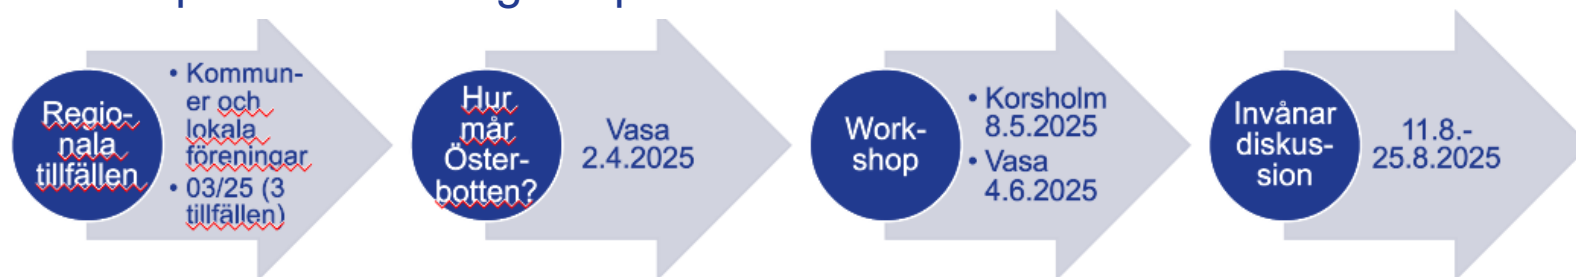 Regio-
nala
tillfällen
• Kommun-
er och
lokala
föreningar
• 03/25 (3
tillfällen)
Hur
mår
Öster-
botten?
Vasa
2.4.2025
Work-
shop
• Korsholm
8.5.2025
• Vasa
4.6.2025
Invånar
diskus-
sion
11.8.-
25.8.2025